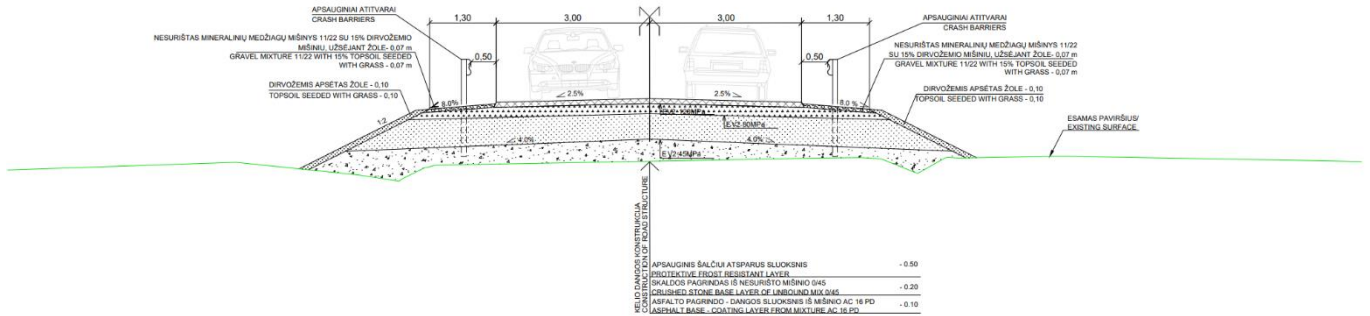 APSAUGINIAI ATITVARAI
CRASH BARRIERS
1,30
3,00
3,00
1,30
APSAUGINIAI ATITVARAI
CRASH BARRIERS
NESURIŠTAS MINERALINIŲ MEDŽIAGŲ MIŠINYS 11/22 SU 15% DIRVOŽEMIO
MIŠINIU, UŽSĖJANT ŽOLE- 0,07 m
GRAVEL MIXTURE 11/22 WITH 15% TOPSOIL SEEDED
WITH GRASS - 0,07 m
0,50
0,50
NESURIŠTAS MINERALINIŲ MEDŽIAGŲ MIŠINYS 11/22
SU 15% DIRVOŽEMIO MIŠINIU, UŽSĖJANT ŽOLE- 0,07 m
GRAVEL MIXTURE 11/22 WITH 15% TOPSOIL SEEDED
WITH GRASS - 0,07 m
DIRVOŽEMIS APSĖTAS ŽOLE - 0,10
TOPSOIL SEEDED WITH GRASS - 0,10
DIRVOŽEMIS APSĖTAS ŽOLE - 0,10
TOPSOIL SEEDED WITH GRASS - 0,10
8.0%
2.5%
2.5%
8.0 %
1:2
EV2 80MPa
4.0%
4.0%
EV2 45MPa
ESAMAS PAVIRŠIUS/
EXISTING SURFACE
KELIO DANGOS KONSTRUKCIJA
CONSTRUCTION OF ROAD STRUCTURE
APSAUGINIS ŠALČIUI ATSPARUS SLUOKSNIS - 0.50
PROTEKTIVE FROST RESISTANT LAYER
SKALDOS PAGRINDAS IŠ NESURIŠTO MIŠINIO 0/45 - 0.20
CRUSHED STONE BASE LAYER OF UNBOUND MIX 0/45
ASFALTO PAGRINDO - DANGOS SLUOKSNIS IŠ MIŠINIO AC 16 PD - 0.10
ASPHALT BASE - COATING LAYER FROM MIXTURE AC 16 PD